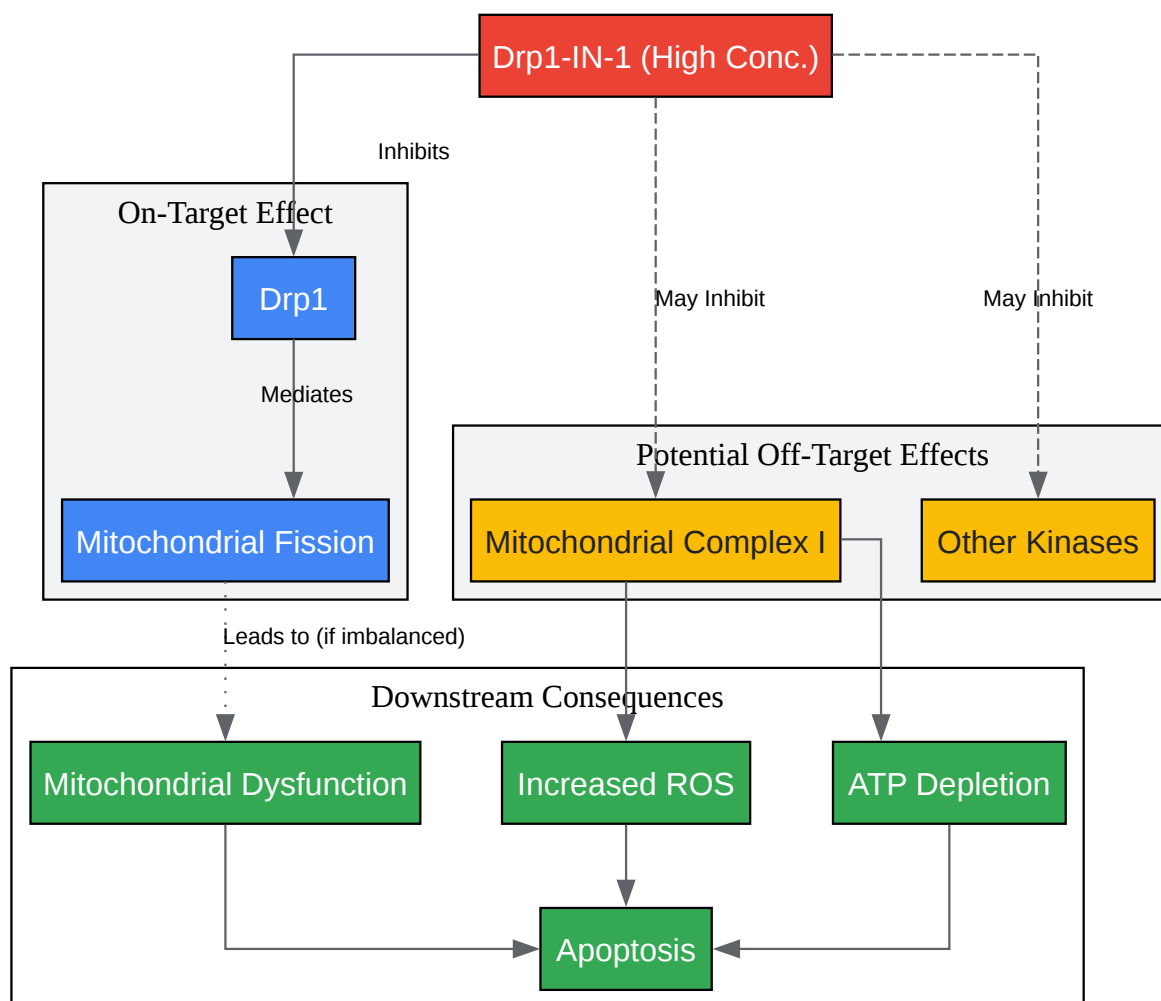 Drp1-IN-1 (High Conc.)
Inhibits
On-Target Effect
Drp1
May Inhibit
May Inhibit
Mediates
Potential Off-Target Effects
Mitochondrial Fission
Mitochondrial Complex I
Other Kinases
Leads to (if imbalanced)
Downstream Consequences
Mitochondrial Dysfunction
Increased ROS
ATP Depletion
Apoptosis